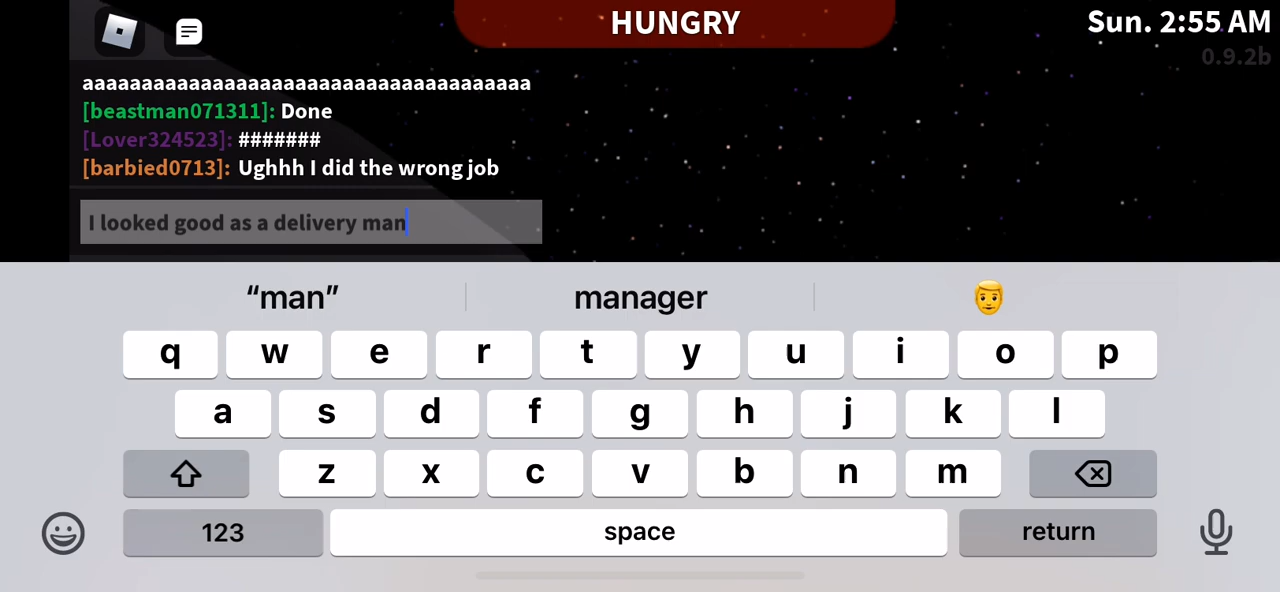 HUNGRY
Sun. 2:55 AM
0.9.2b
aaaaaaaaaaaaaaaaaaaaaaaaaaaaaaaaaaaaaa
[beastman071311]: Done
[Lover324523]: #######
[barbied0713]: Ughhh I did the wrong job
I looked good as a delivery man
“man” manager
q w e r t y u i o p
a s d f g h j k l
z x c v b n m
123 space return